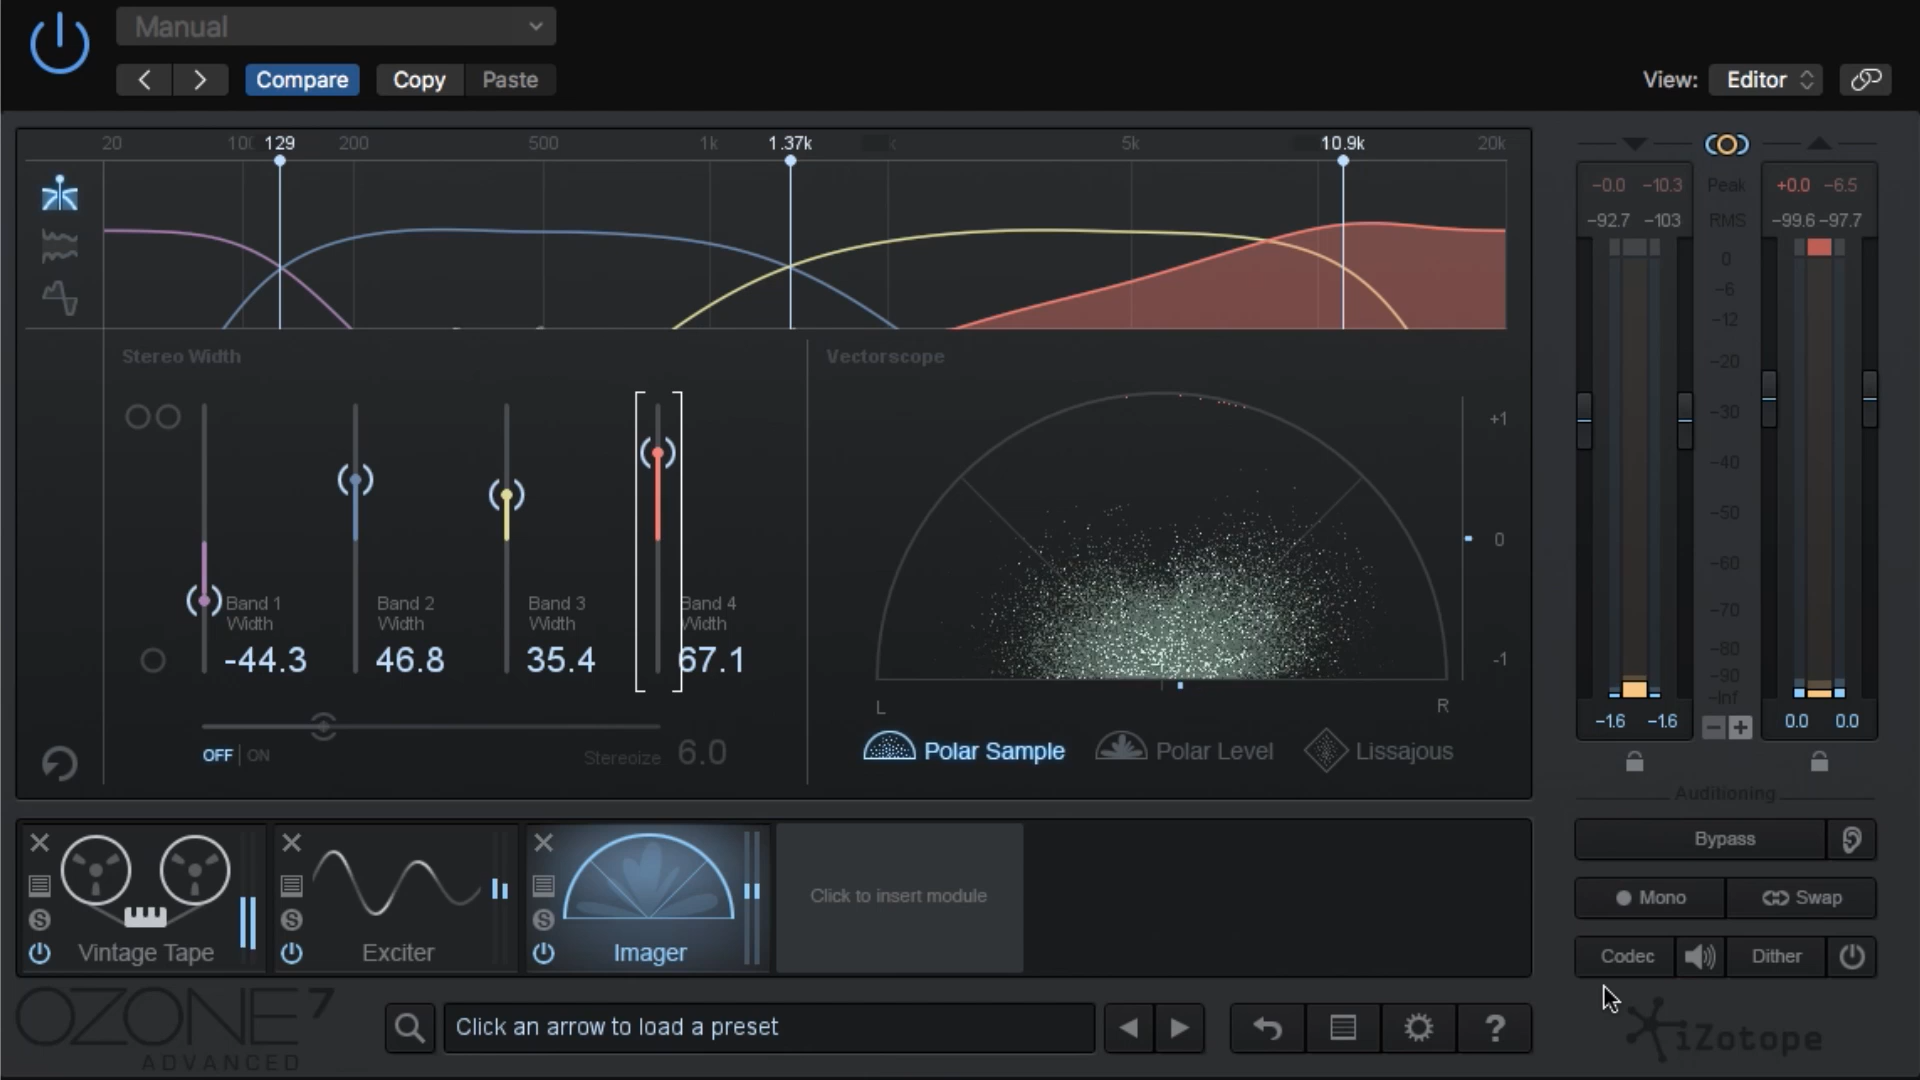 Manual
Compare Copy Paste
View: Editor
20 100 129 200 500 1k 1.37k 5k 10.9k 20k
-0.0 -10.3 Peak +0.0 -6.5
-92.7 -103 RMS -99.6 -97.7
0
-6
-12
-20
-30
-40
-50
-60
-70
-80
-90
-Inf
-1.6 -1.6 0.0 0.0
Stereo Width
Band 1 Width
-44.3
Band 2 Width
46.8
Band 3 Width
35.4
Band 4 Width
67.1
OFF | ON
Stereoize 6.0
Vectorscope
+1
0
-1
L R
Polar Sample Polar Level Lissajous
Auditioning
Bypass
Mono Swap
Codec Dither
S Vintage Tape
S Exciter
S Imager
Click to insert module
OZONE 7
ADVANCED
Click an arrow to load a preset
?
iZotope